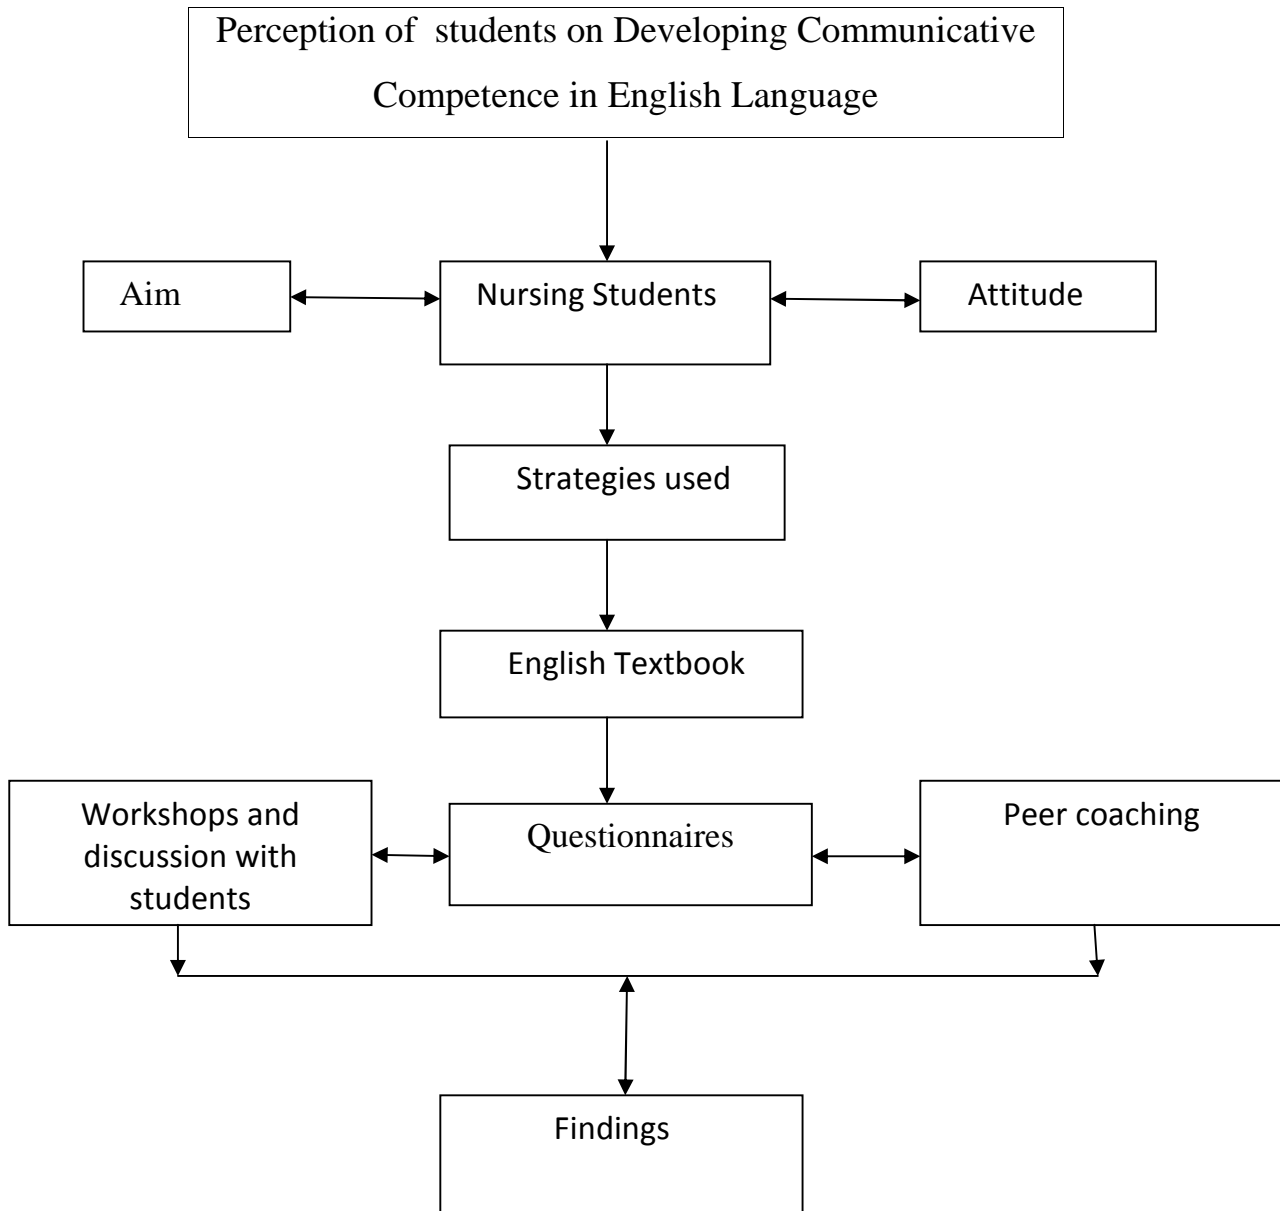 Perception of  students on Developing Communicative
Competence in English Language
Aim
Nursing Students
Attitude
Strategies used
English Textbook
Workshops and
discussion with
students
Questionnaires
Peer coaching
Findings